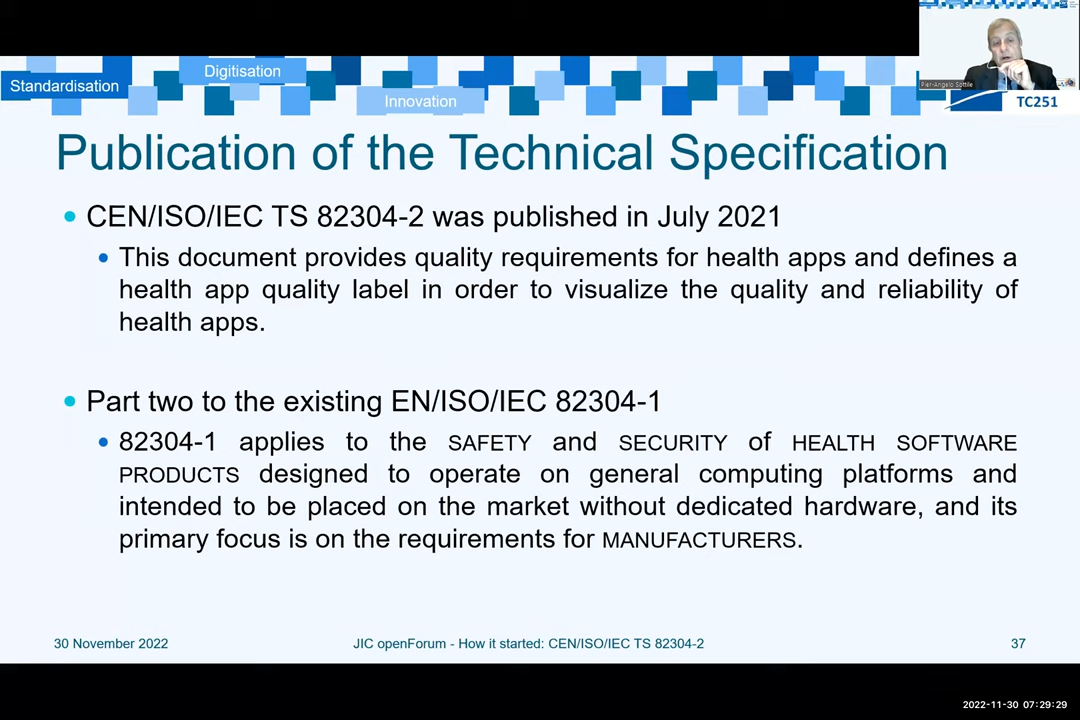 Standardisation
Digitisation
Innovation
Pier-Angelo Sottile
TC251
Publication of the Technical Specification
• CEN/ISO/IEC TS 82304-2 was published in July 2021
• This document provides quality requirements for health apps and defines a
health app quality label in order to visualize the quality and reliability of
health apps.
• Part two to the existing EN/ISO/IEC 82304-1
• 82304-1 applies to the SAFETY and SECURITY of HEALTH SOFTWARE
PRODUCTS designed to operate on general computing platforms and
intended to be placed on the market without dedicated hardware, and its
primary focus is on the requirements for MANUFACTURERS.
30 November 2022
JIC openForum - How it started: CEN/ISO/IEC TS 82304-2
37
2022-11-30 07:29:29